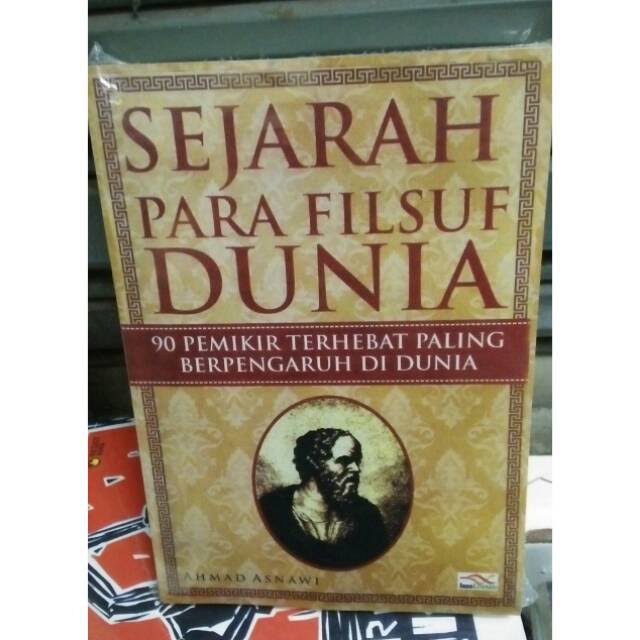 SEJARAH
PARA FILSUF
DUNIA
90 PEMIKIR TERHEBAT PALING
BERPENGARUH DI DUNIA
AHMAD ASNAWI